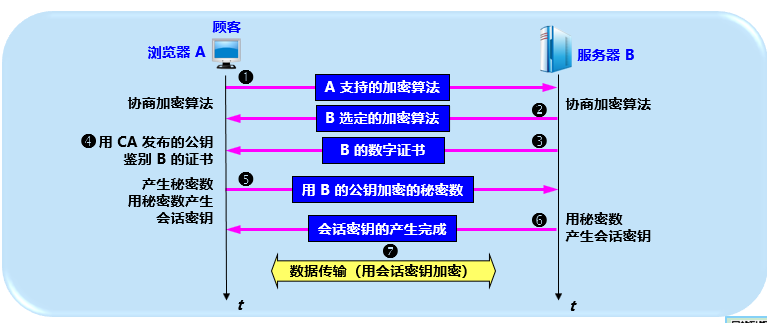 顾客
浏览器 A
服务器 B
❶
A 支持的加密算法
协商加密算法
协商加密算法
❷
B 选定的加密算法
❹ 用 CA 发布的公钥
鉴别 B 的证书
B 的数字证书
❸
产生秘密数
用秘密数产生
会话密钥
❺
用 B 的公钥加密的秘密数
会话密钥的产生完成
❻
用秘密数
产生会话密钥
❼
数据传输（用会话密钥加密）
t
t